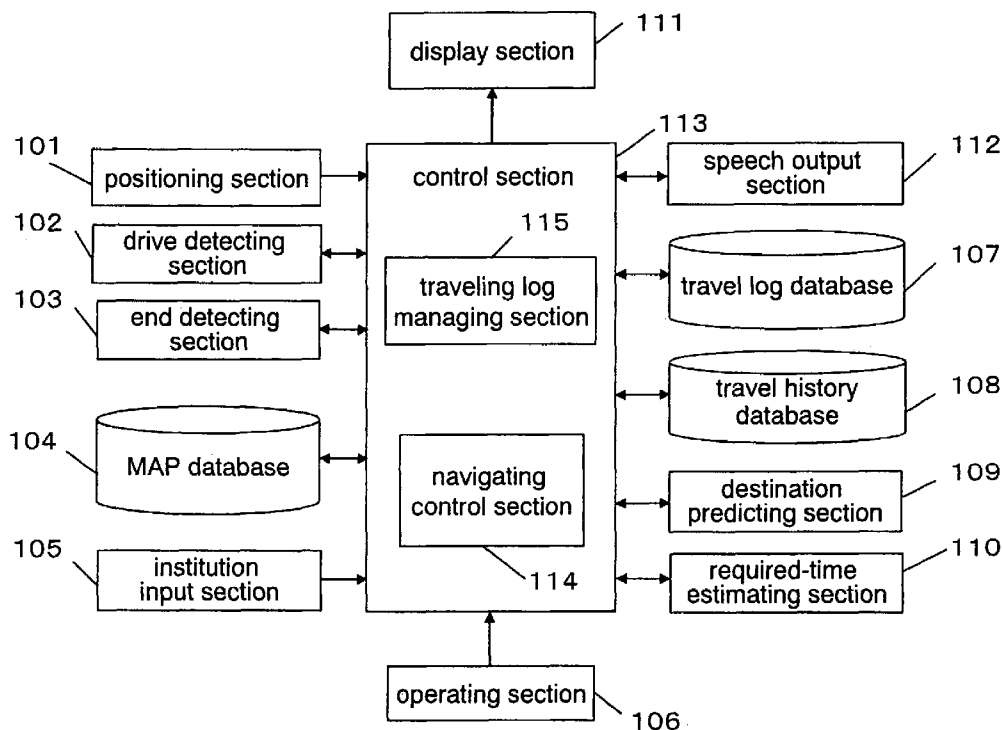 111
display section
113
101
positioning section
control section
speech output
section
112
102
drive detecting
section
115
traveling log
managing section
travel log database
107
103
end detecting
section
travel history
database
108
104
MAP database
navigating
control section
114
destination
predicting section
109
105
institution
input section
required-time
estimating section
110
operating section
106